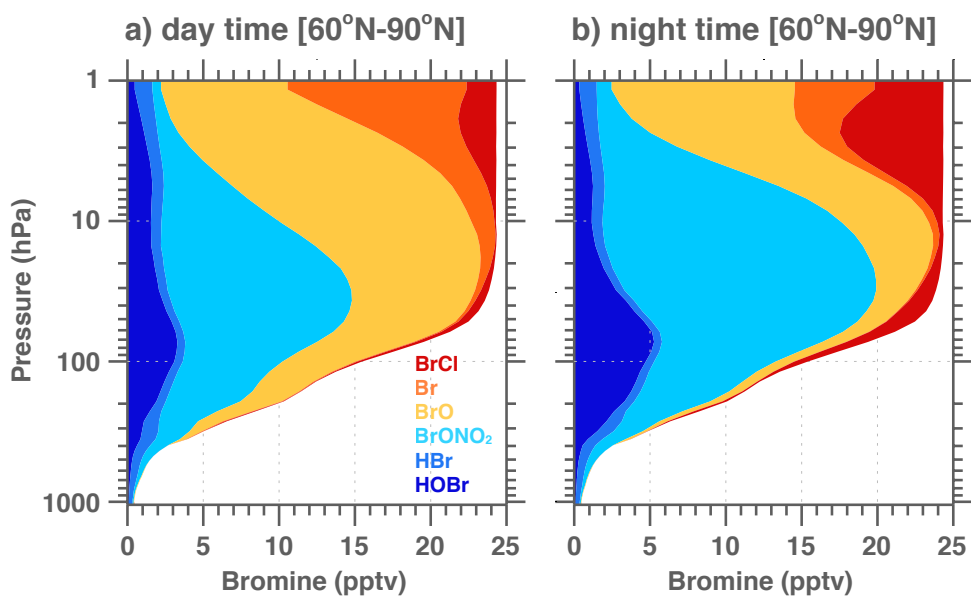 a) day time [60°N-90°N]
b) night time [60°N-90°N]
Pressure (hPa)
1
10
100
1000
BrCl
Br
BrO
BrONO₂
HBr
HOBr
0 5 10 15 20 25
0 5 10 15 20 25
Bromine (pptv)
Bromine (pptv)